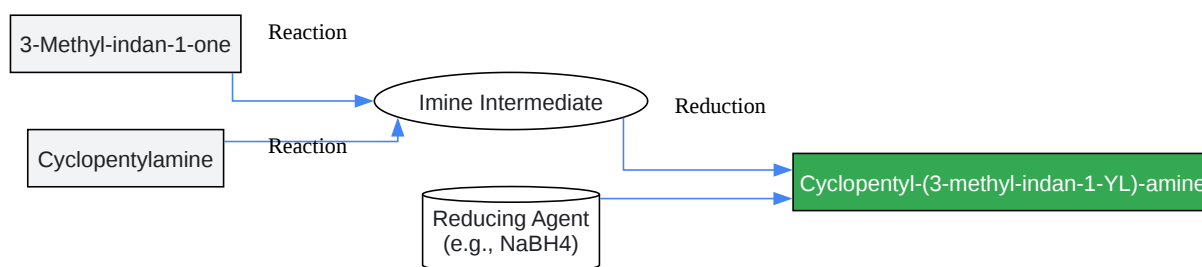 3-Methyl-indan-1-one
Reaction
Imine Intermediate
Reduction
Cyclopentylamine
Reaction
Cyclopentyl-(3-methyl-indan-1-YL)-amine
Reducing Agent
(e.g., NaBH4)